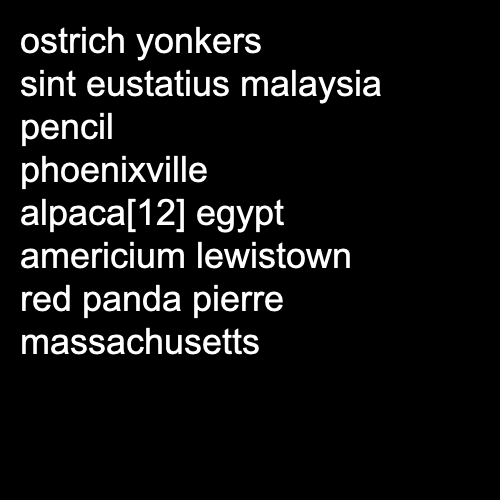 ostrich yonkers
sint eustatius malaysia
pencil
phoenixville
alpaca[12] egypt
americium lewistown
red panda pierre
massachusetts